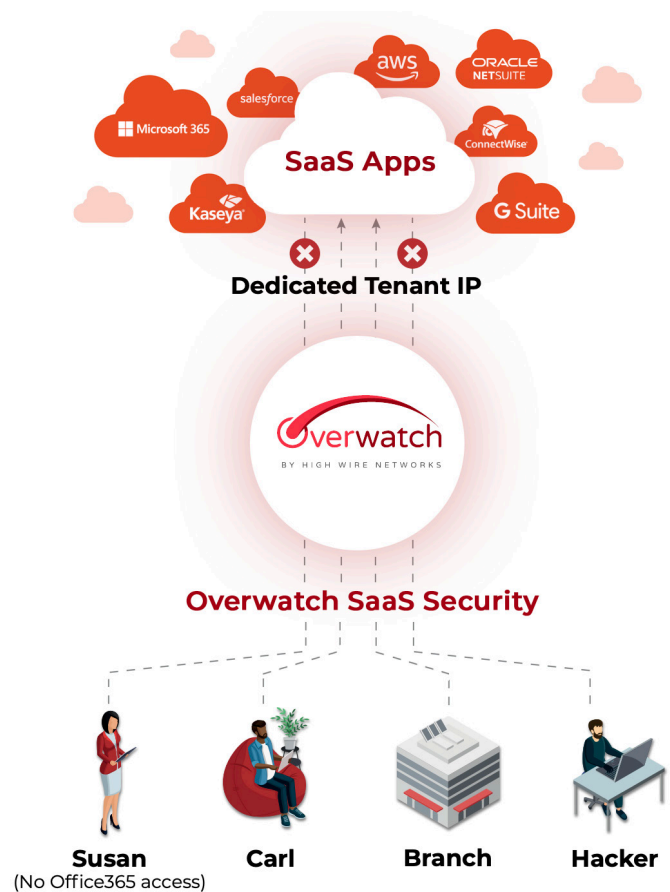 aws
ORACLE
NETSUITE
salesforce
Microsoft 365
ConnectWise
SaaS Apps
Kaseya
G Suite
Dedicated Tenant IP
Overwatch
BY HIGH WIRE NETWORKS
Overwatch SaaS Security
Susan
(No Office365 access)
Carl
Branch
Hacker